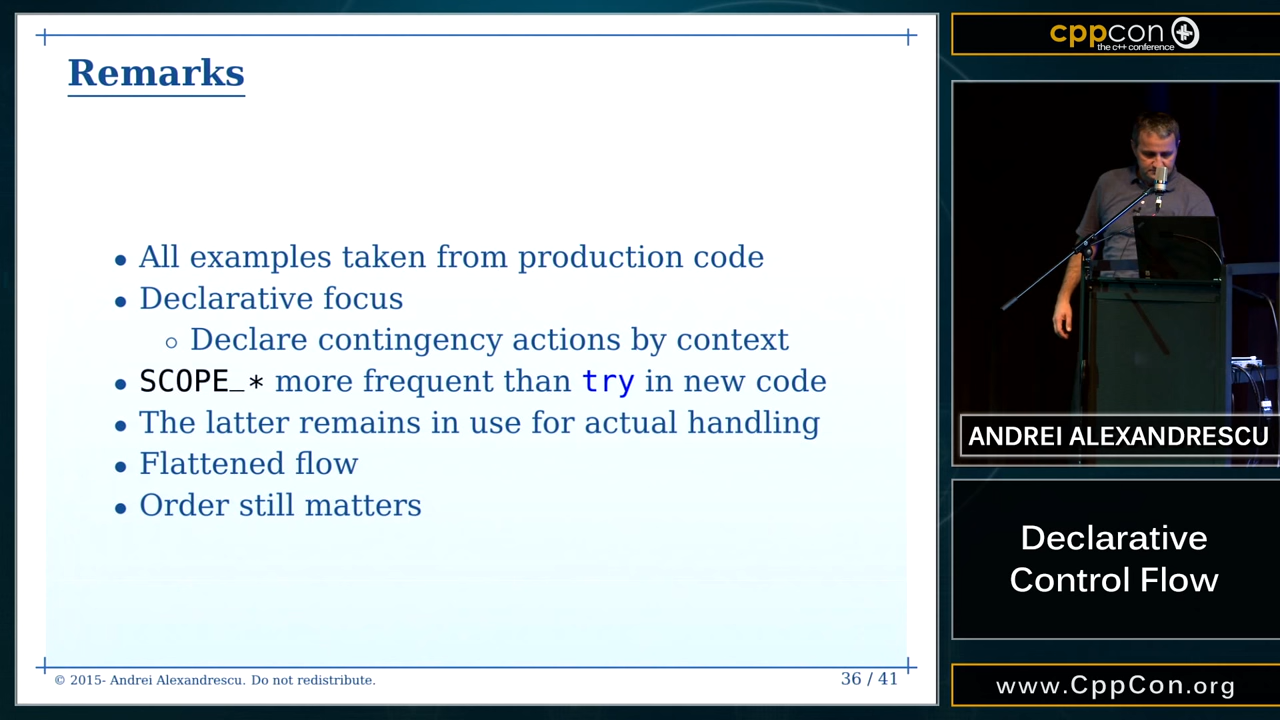 Remarks
• All examples taken from production code
• Declarative focus
◦ Declare contingency actions by context
• SCOPE_* more frequent than try in new code
• The latter remains in use for actual handling
• Flattened flow
• Order still matters
© 2015- Andrei Alexandrescu. Do not redistribute.
36 / 41
cppcon
the c++ conference
ANDREI ALEXANDRESCU
Declarative
Control Flow
www.CppCon.org